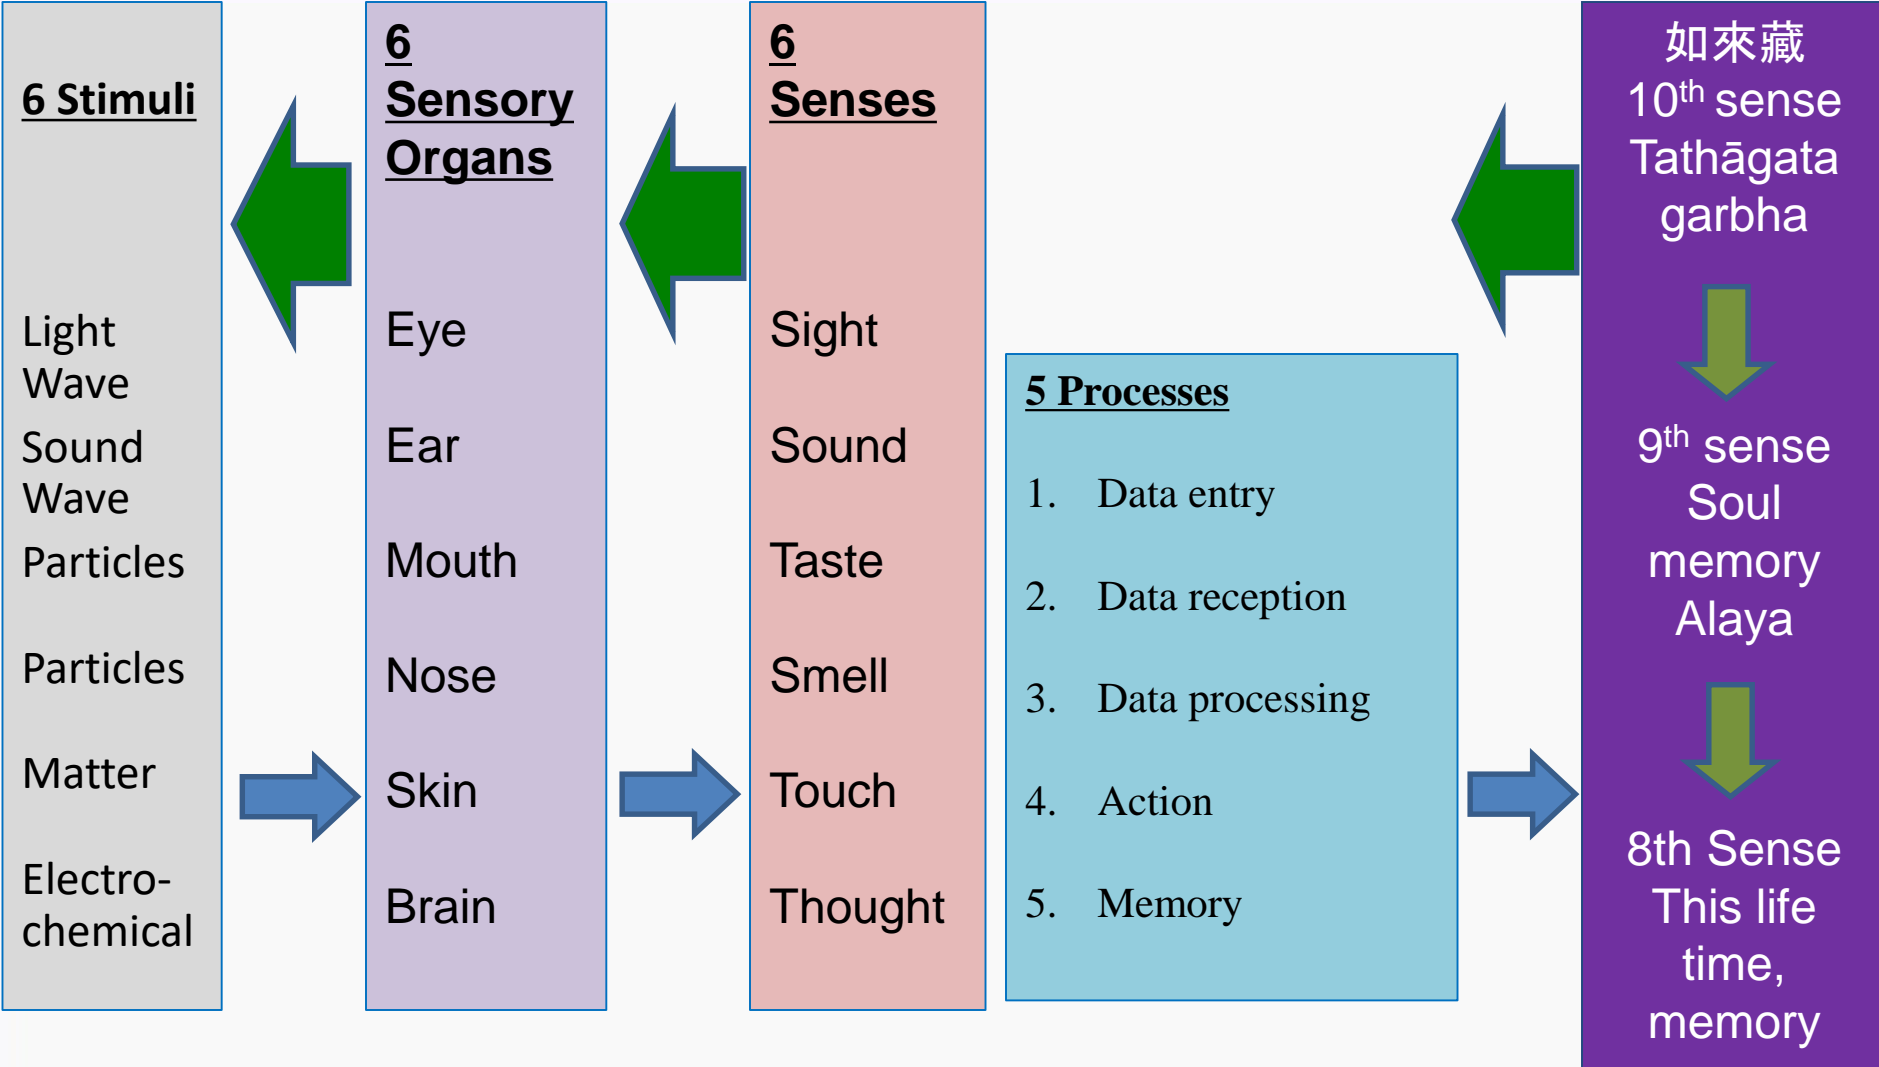 6 Stimuli
Light
Wave
Sound
Wave
Particles
Particles
Matter
Electro-
chemical
6
Sensory
Organs
Eye
Ear
Mouth
Nose
Skin
Brain
6
Senses
Sight
Sound
Taste
Smell
Touch
Thought
5 Processes
1. Data entry
2. Data reception
3. Data processing
4. Action
5. Memory
如來藏
10th sense
Tathāgata
garbha
9th sense
Soul
memory
Alaya
8th Sense
This life
time,
memory